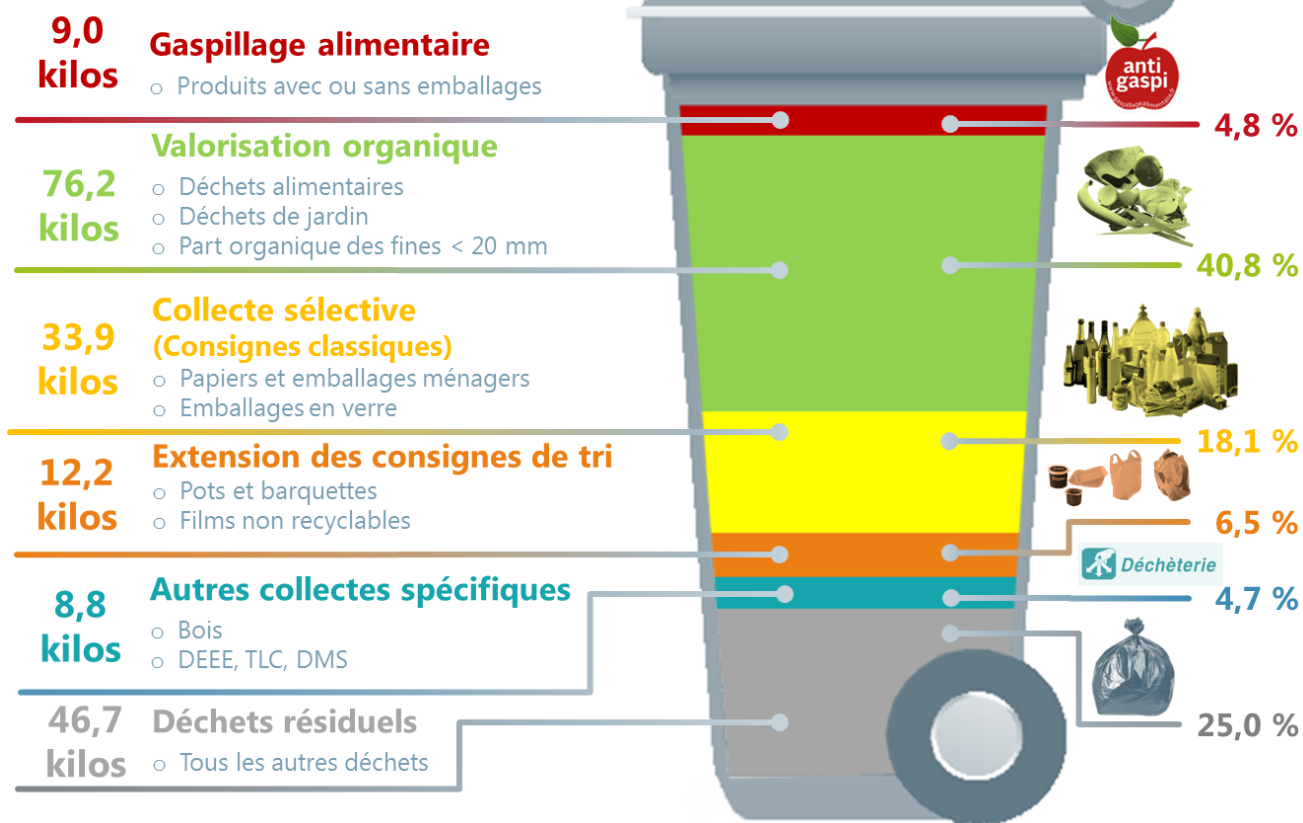 9,0
kilos
Gaspillage alimentaire
o Produits avec ou sans emballages
anti
gaspi
www.gaspillagealimentaire.fr
4,8 %
76,2
kilos
Valorisation organique
o Déchets alimentaires
o Déchets de jardin
o Part organique des fines < 20 mm
40,8 %
33,9
kilos
Collecte sélective
(Consignes classiques)
o Papiers et emballages ménagers
o Emballages en verre
18,1 %
12,2
kilos
Extension des consignes de tri
o Pots et barquettes
o Films non recyclables
6,5 %
8,8
kilos
Autres collectes spécifiques
o Bois
o DEEE, TLC, DMS
Déchèterie
4,7 %
46,7
kilos
Déchets résiduels
o Tous les autres déchets
25,0 %